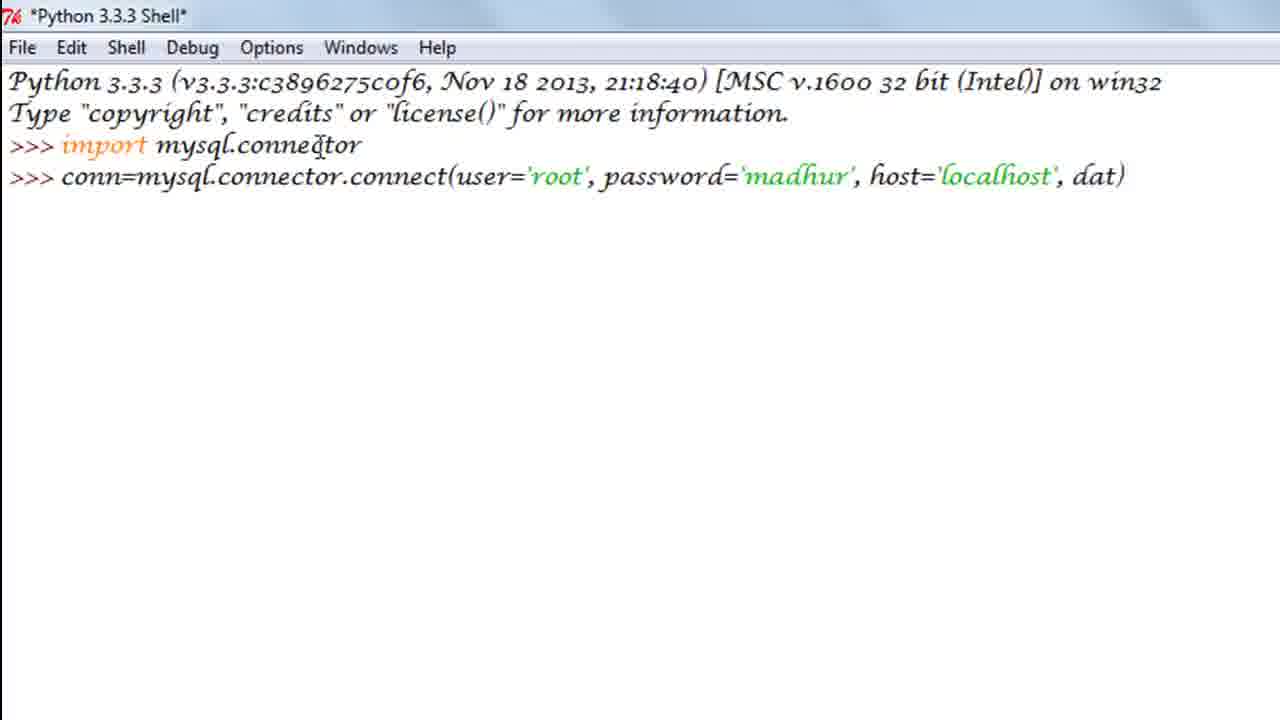 *Python 3.3.3 Shell*
File Edit Shell Debug Options Windows Help
Python 3.3.3 (v3.3.3:c3896275c0f6, Nov 18 2013, 21:18:40) [MSC v.1600 32 bit (Intel)] on win32
Type "copyright", "credits" or "license()" for more information.
>>> import mysql.connector
>>> conn=mysql.connector.connect(user='root', password='madhur', host='localhost', dat)